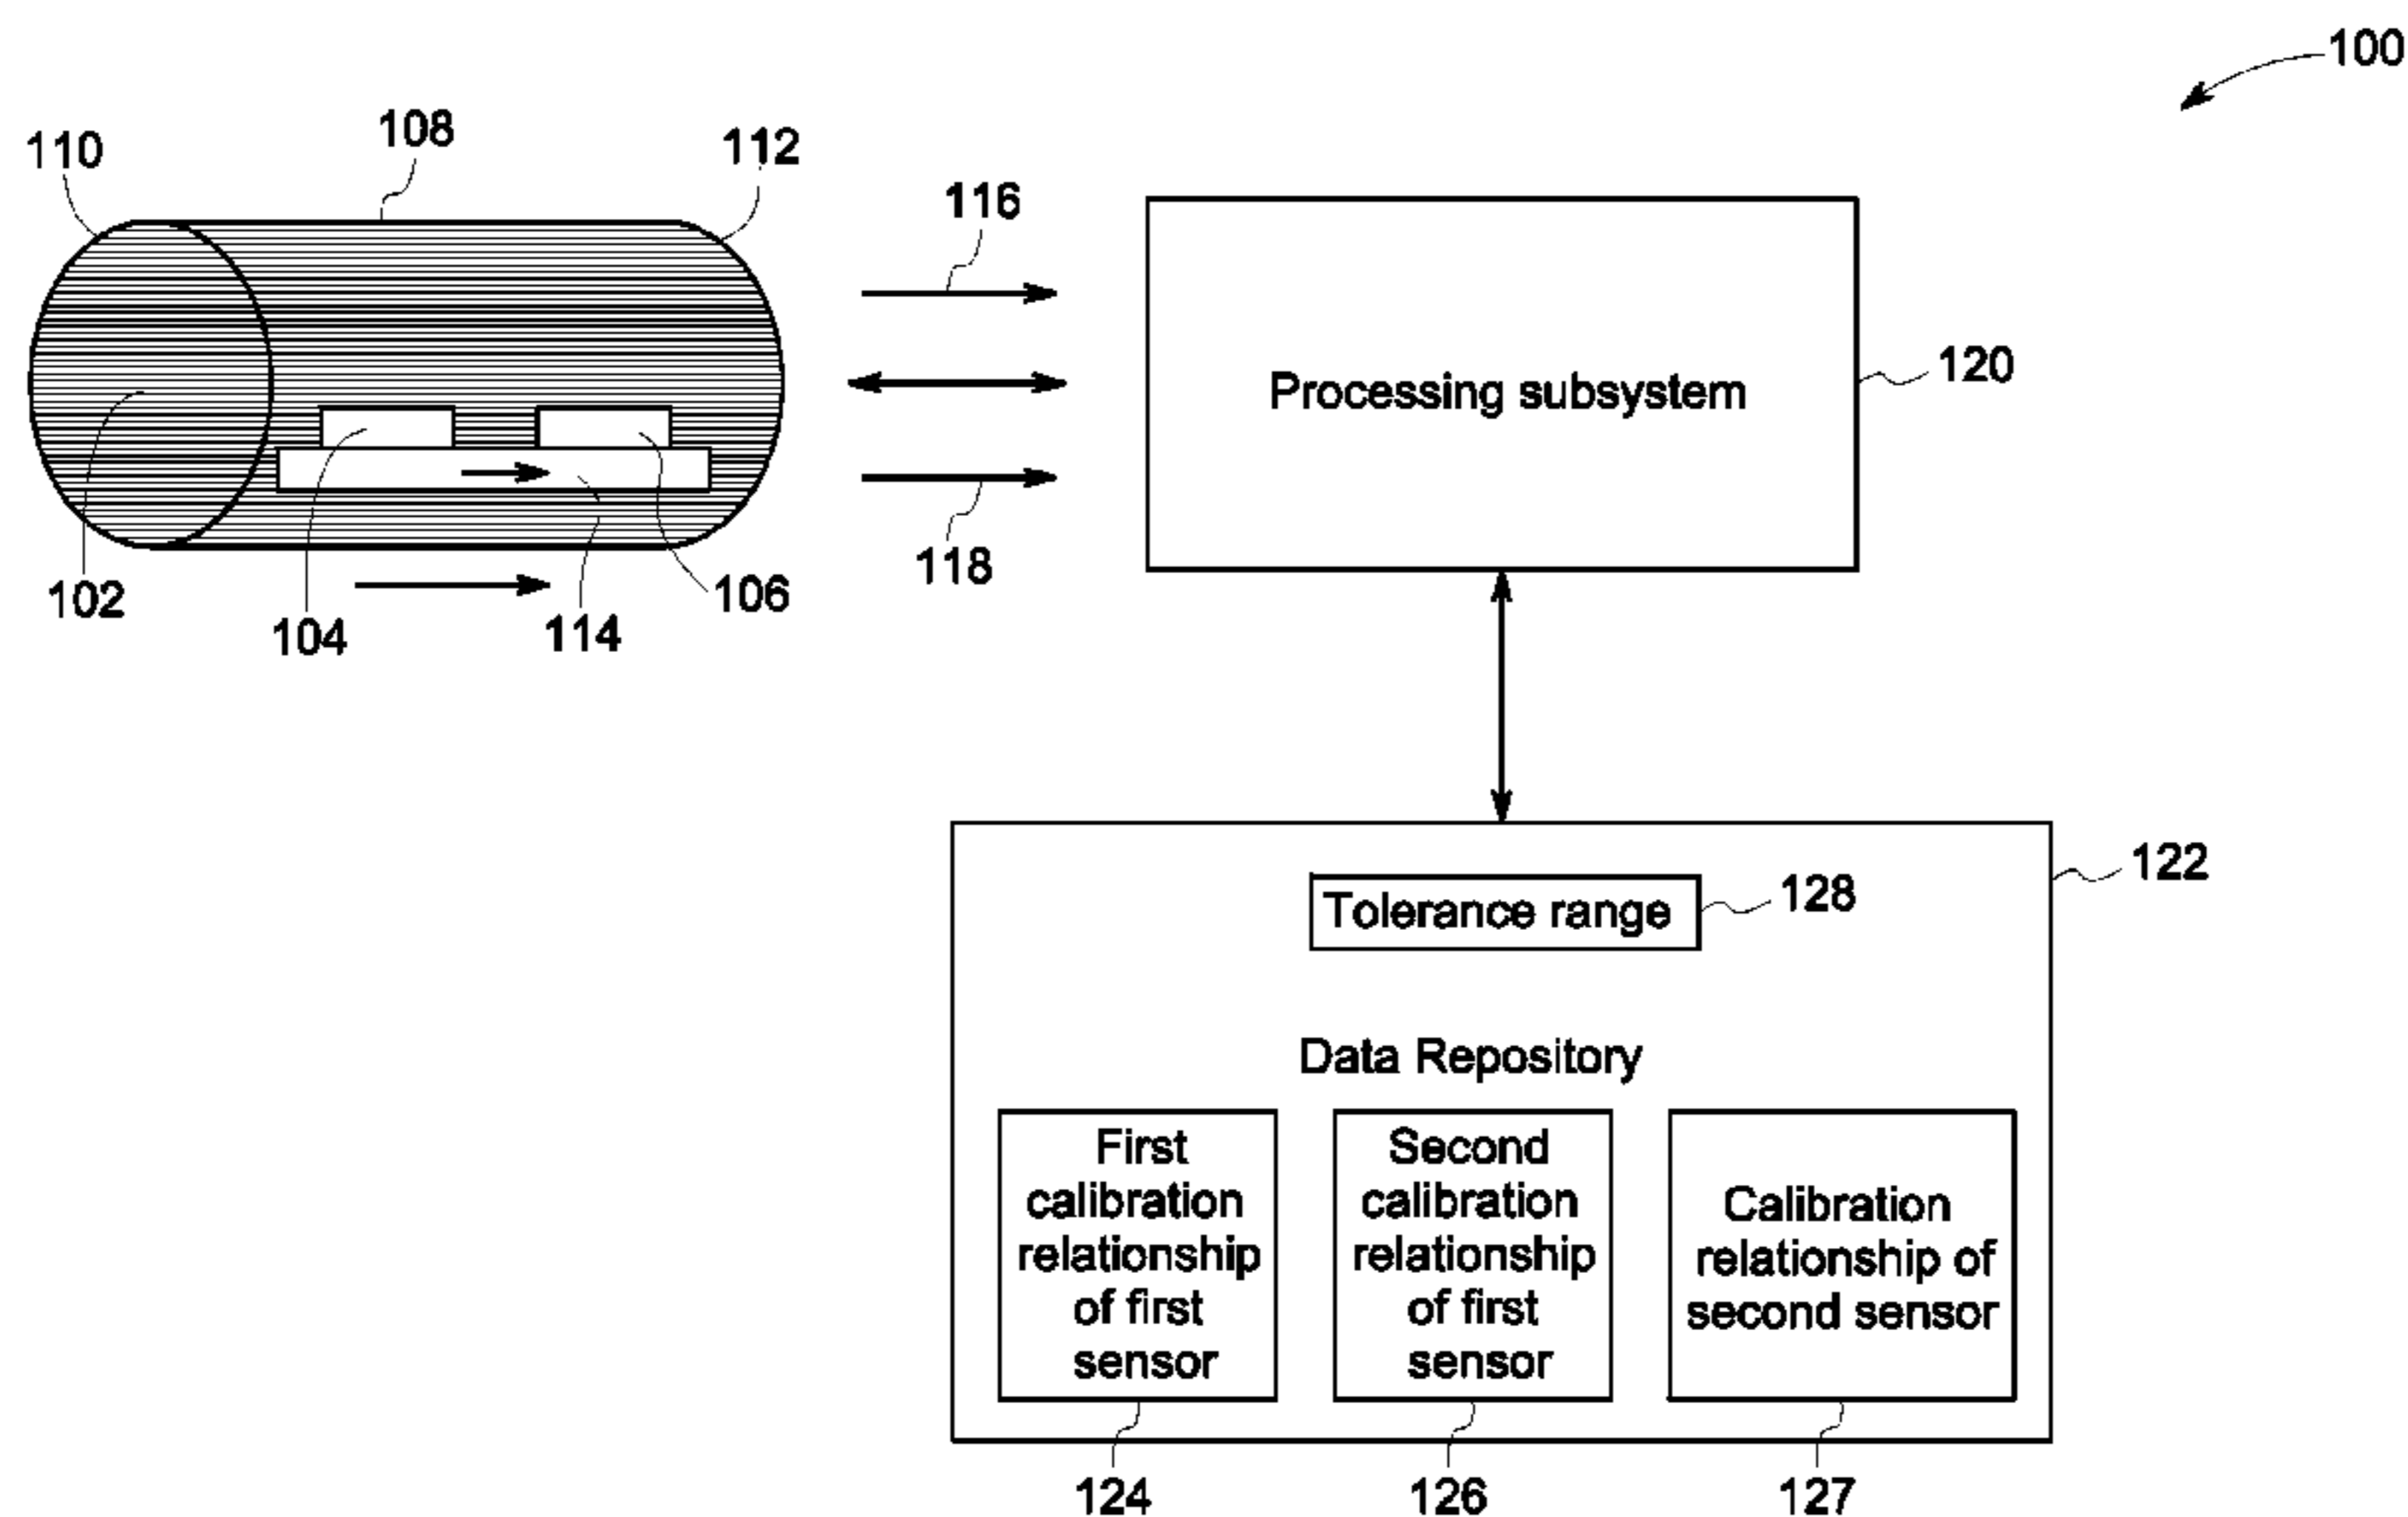 100
108
110
112
116
Processing subsystem
120
118
102
106
104
114
122
Tolerance range
128
Data Repository
First
calibration
relationship
of first
sensor
Second
calibration
relationship
of first
sensor
Calibration
relationship of
second sensor
124
126
127